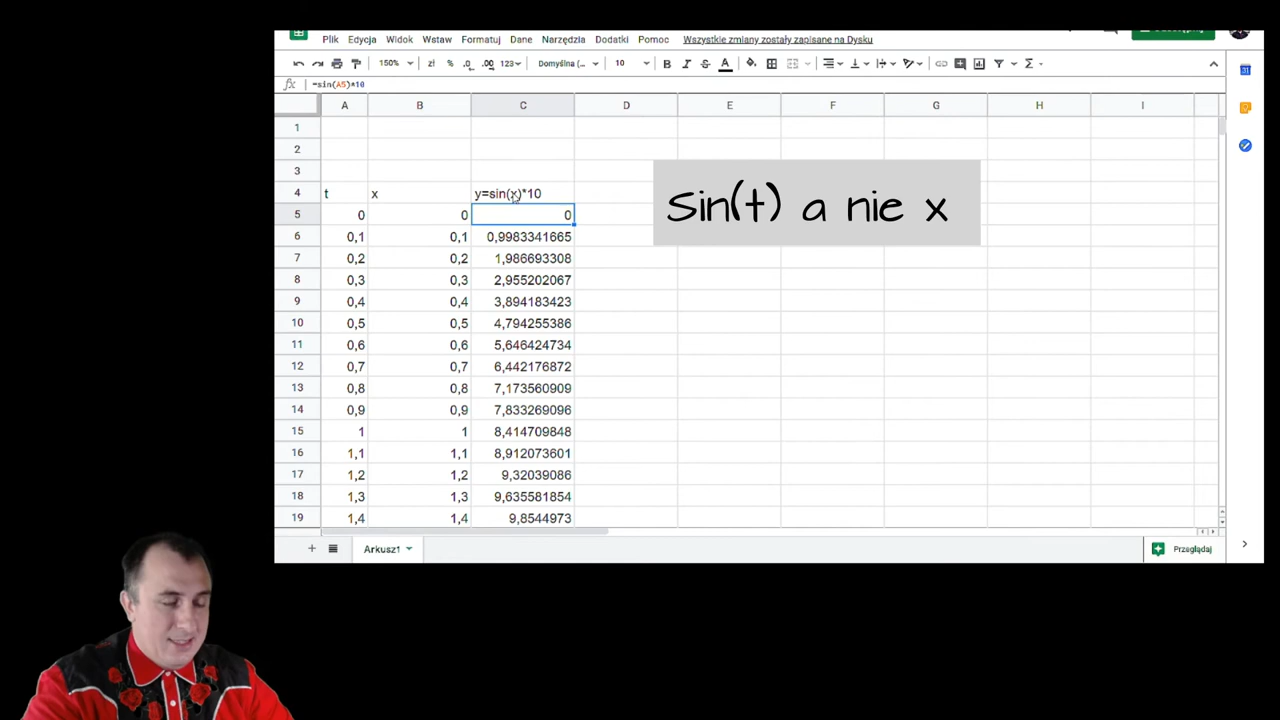 Plik Edycja Widok Wstaw Formatuj Dane Narzędzia Dodatki Pomoc Wszystkie zmiany zostały zapisane na Dysku
150% zł % .0 .00 123 Domyślna (... 10 B I S A
fx =sin(A5)*10
A B C D E F G H I
1
2
3
4 t x y=sin(x)*10
Sin(t) a nie x
5 0 0 0
6 0,1 0,1 0,9983341665
7 0,2 0,2 1,986693308
8 0,3 0,3 2,955202067
9 0,4 0,4 3,894183423
10 0,5 0,5 4,794255386
11 0,6 0,6 5,646424734
12 0,7 0,7 6,442176872
13 0,8 0,8 7,173560909
14 0,9 0,9 7,833269096
15 1 1 8,414709848
16 1,1 1,1 8,912073601
17 1,2 1,2 9,32039086
18 1,3 1,3 9,635581854
19 1,4 1,4 9,8544973
Arkusz1 Przeglądaj